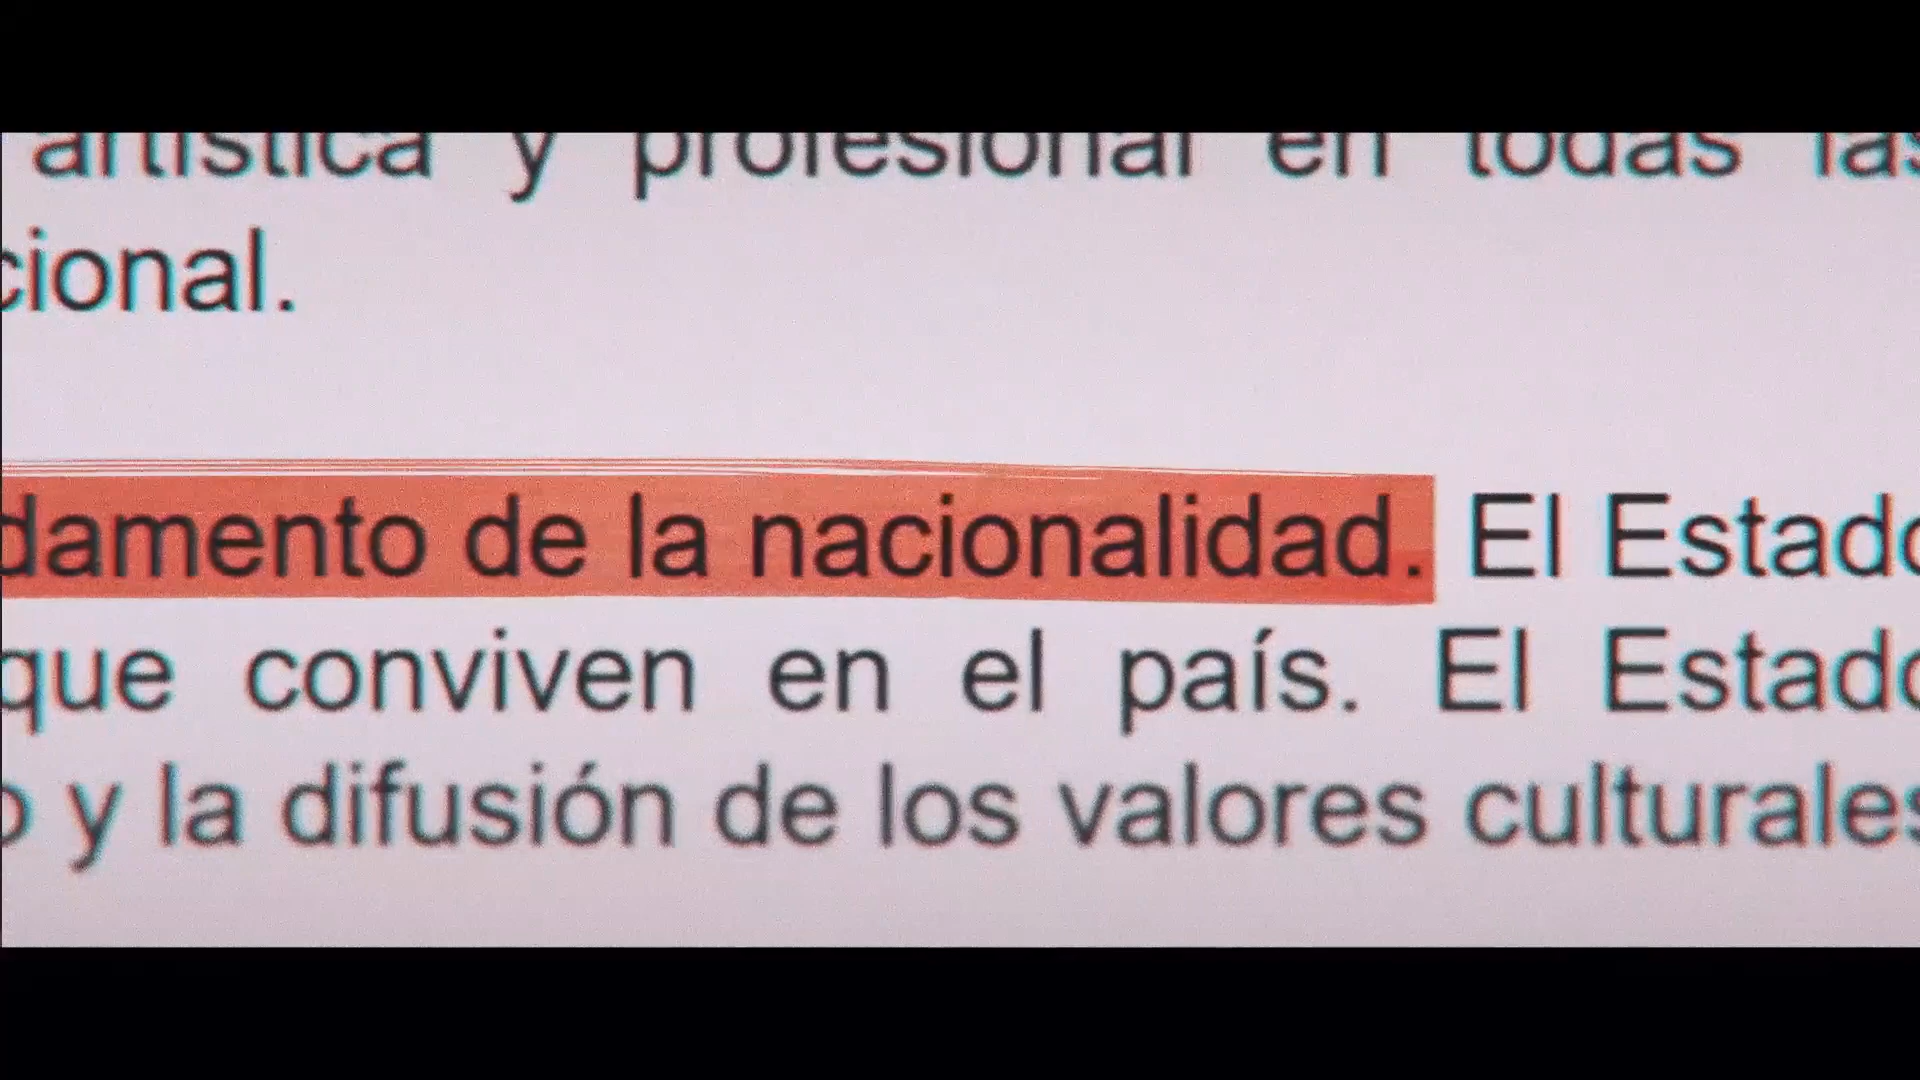 artística y profesional en todas las
cional.
damento de la nacionalidad. El Estado
que conviven en el país. El Estado
o y la difusión de los valores culturales